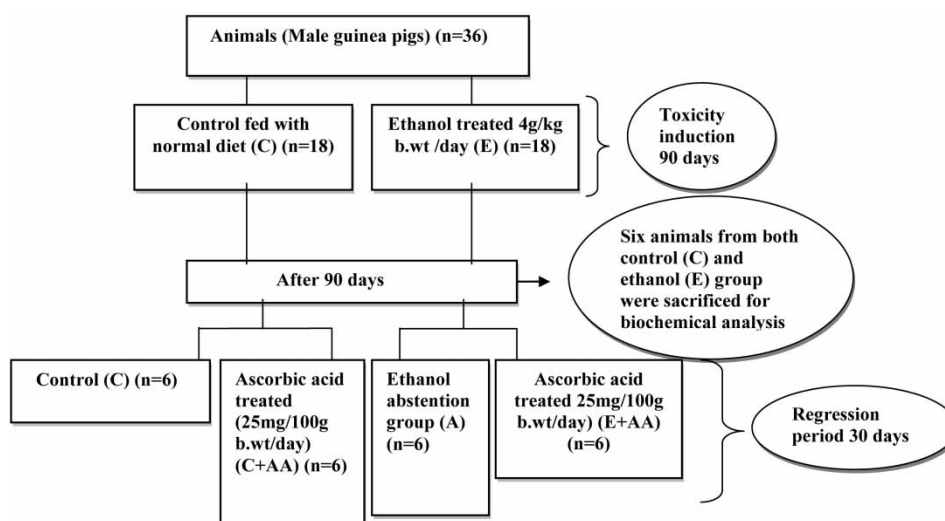 Animals (Male guinea pigs) (n=36)
Control fed with
normal diet (C) (n=18)
Ethanol treated 4g/kg
b.wt /day (E) (n=18)
Toxicity
induction
90 days
Six animals from both
control (C) and
ethanol (E) group
were sacrificed for
biochemical analysis
After 90 days
Control (C) (n=6)
Ascorbic acid
treated
(25mg/100g
b.wt/day)
(C+AA) (n=6)
Ethanol
abstention
group (A)
(n=6)
Ascorbic acid
treated 25mg/100g
b.wt/day) (E+AA)
(n=6)
Regression
period 30 days